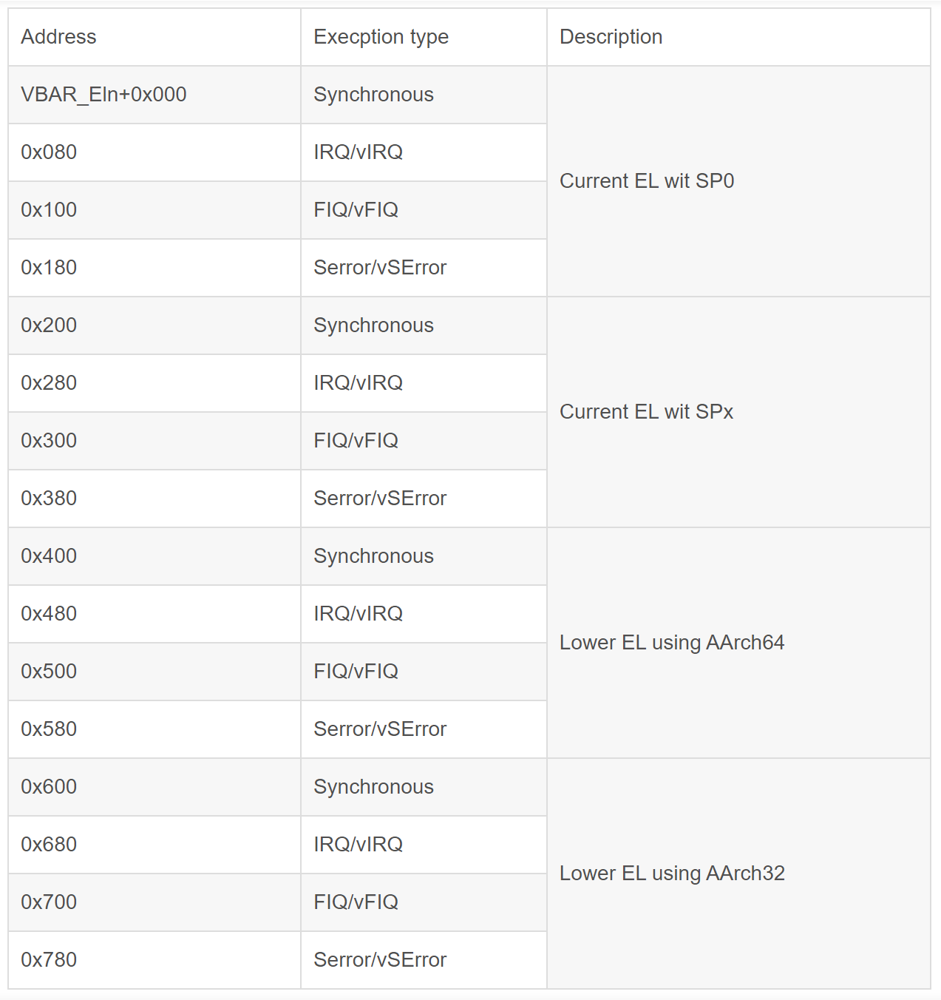 Address Execption type Description
VBAR_Eln+0x000 Synchronous
0x080 IRQ/vIRQ
Current EL wit SP0
0x100 FIQ/vFIQ
0x180 Serror/vSError
0x200 Synchronous
0x280 IRQ/vIRQ
Current EL wit SPx
0x300 FIQ/vFIQ
0x380 Serror/vSError
0x400 Synchronous
0x480 IRQ/vIRQ
Lower EL using AArch64
0x500 FIQ/vFIQ
0x580 Serror/vSError
0x600 Synchronous
0x680 IRQ/vIRQ
Lower EL using AArch32
0x700 FIQ/vFIQ
0x780 Serror/vSError